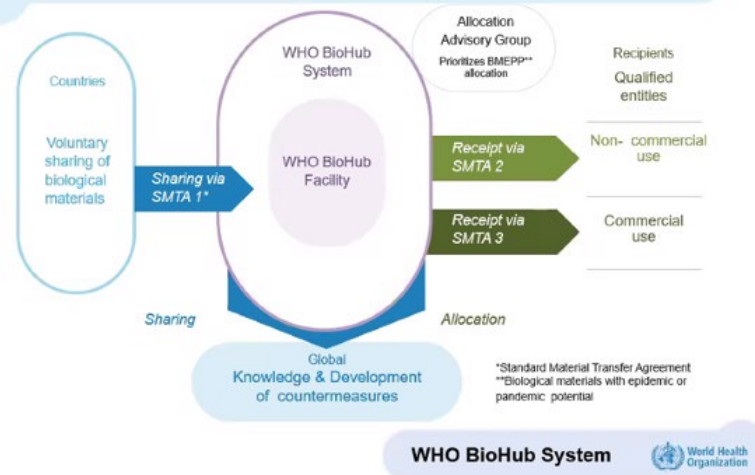 Countries
Voluntary
sharing of
biological
materials
Sharing via
SMTA 1*
WHO BioHub
System
WHO BioHub
Facility
Allocation
Advisory Group
Prioritizes BMEPP**
allocation
Receipt via
SMTA 2
Receipt via
SMTA 3
Recipients
Qualified
entities
Non- commercial
use
Commercial
use
Sharing
Allocation
Global
Knowledge & Development
of countermeasures
*Standard Material Transfer Agreement
**Biological materials with epidemic or
pandemic potential
WHO BioHub System
World Health
Organization